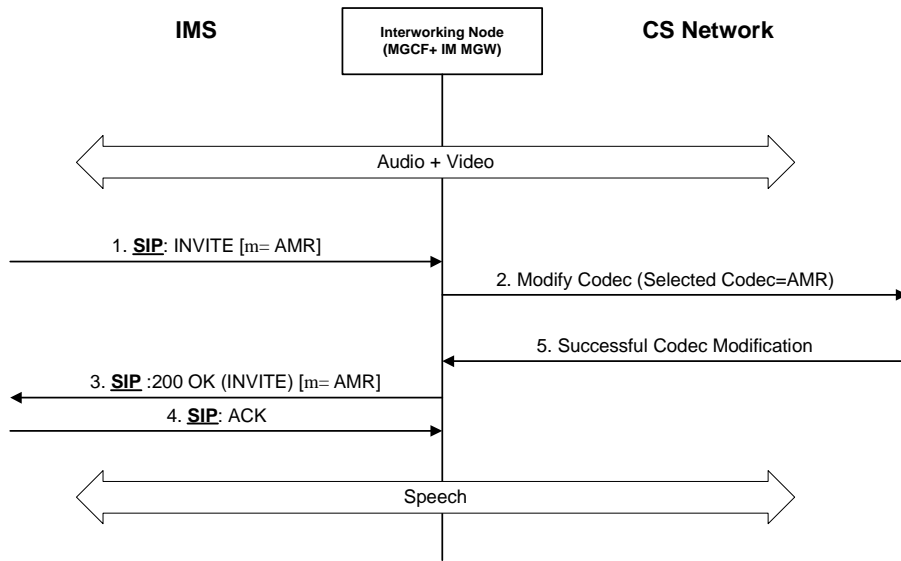 IMS
Interworking Node
(MGCF+ IM MGW)
CS Network
Audio + Video
1. SIP: INVITE [m= AMR]
2. Modify Codec (Selected Codec=AMR)
5. Successful Codec Modification
3. SIP :200 OK (INVITE) [m= AMR]
4. SIP: ACK
Speech